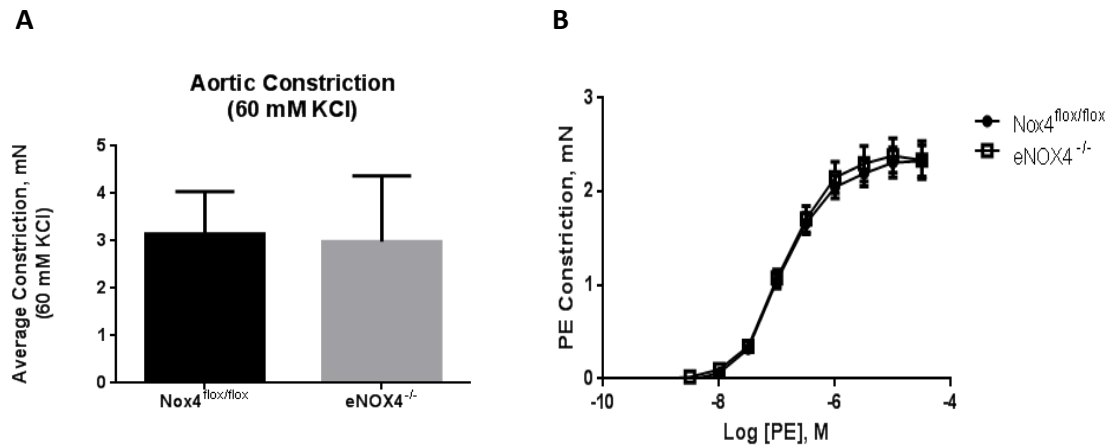 A
Aortic Constriction
(60 mM KCl)
Average Constriction, mN
(60 mM KCl)
5
4
3
2
1
0
Nox4flox/flox
eNOX4-/-
B
PE Constriction, mN
3
2
1
0
-10
-8
-6
-4
Log [PE], M
Nox4flox/flox
eNOX4-/-